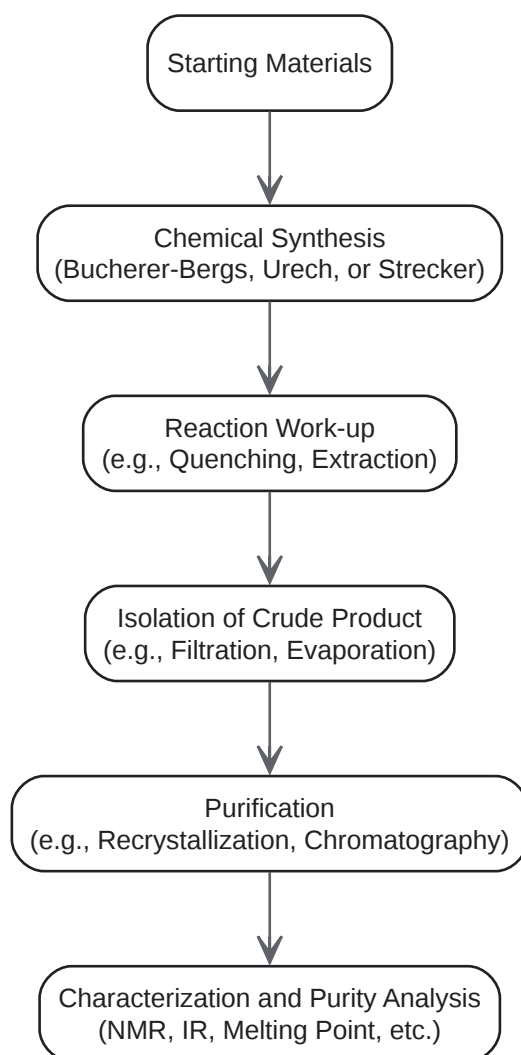 Starting Materials
Chemical Synthesis
(Bucherer-Bergs, Urech, or Strecker)
Reaction Work-up
(e.g., Quenching, Extraction)
Isolation of Crude Product
(e.g., Filtration, Evaporation)
Purification
(e.g., Recrystallization, Chromatography)
Characterization and Purity Analysis
(NMR, IR, Melting Point, etc.)